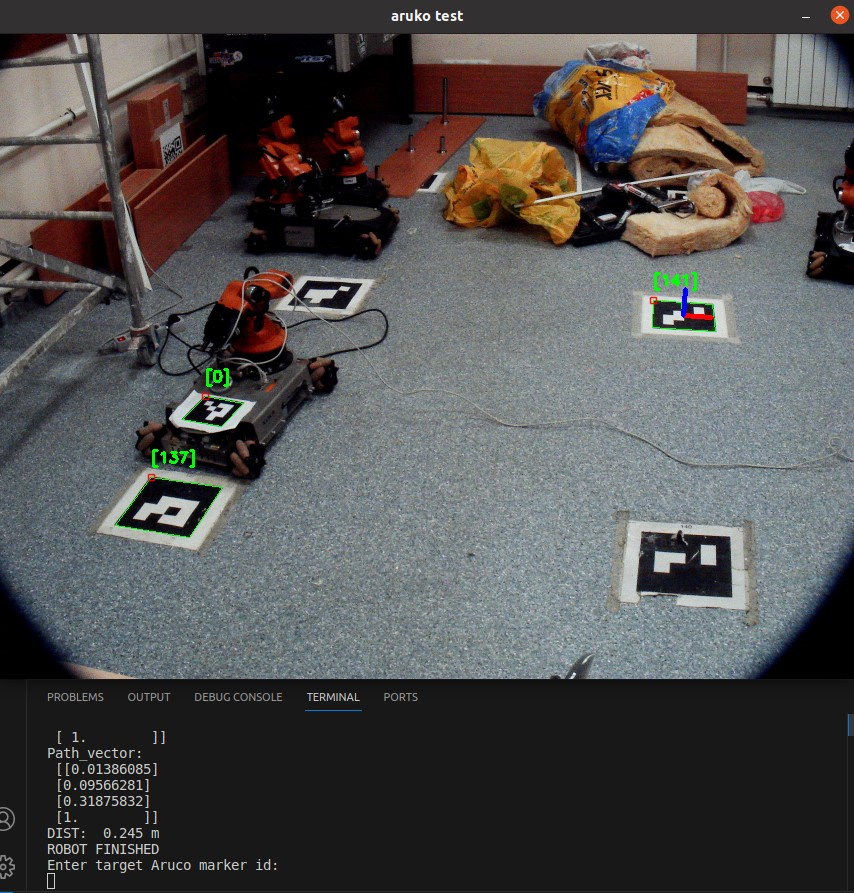 aruko test
[141]
[0]
[137]
140
PROBLEMS OUTPUT DEBUG CONSOLE TERMINAL PORTS
[ 1. ]]
Path_vector:
[[0.01386085]
[0.09566281]
[0.31875832]
[1. ]]
DIST: 0.245 m
ROBOT FINISHED
Enter target Aruco marker id: